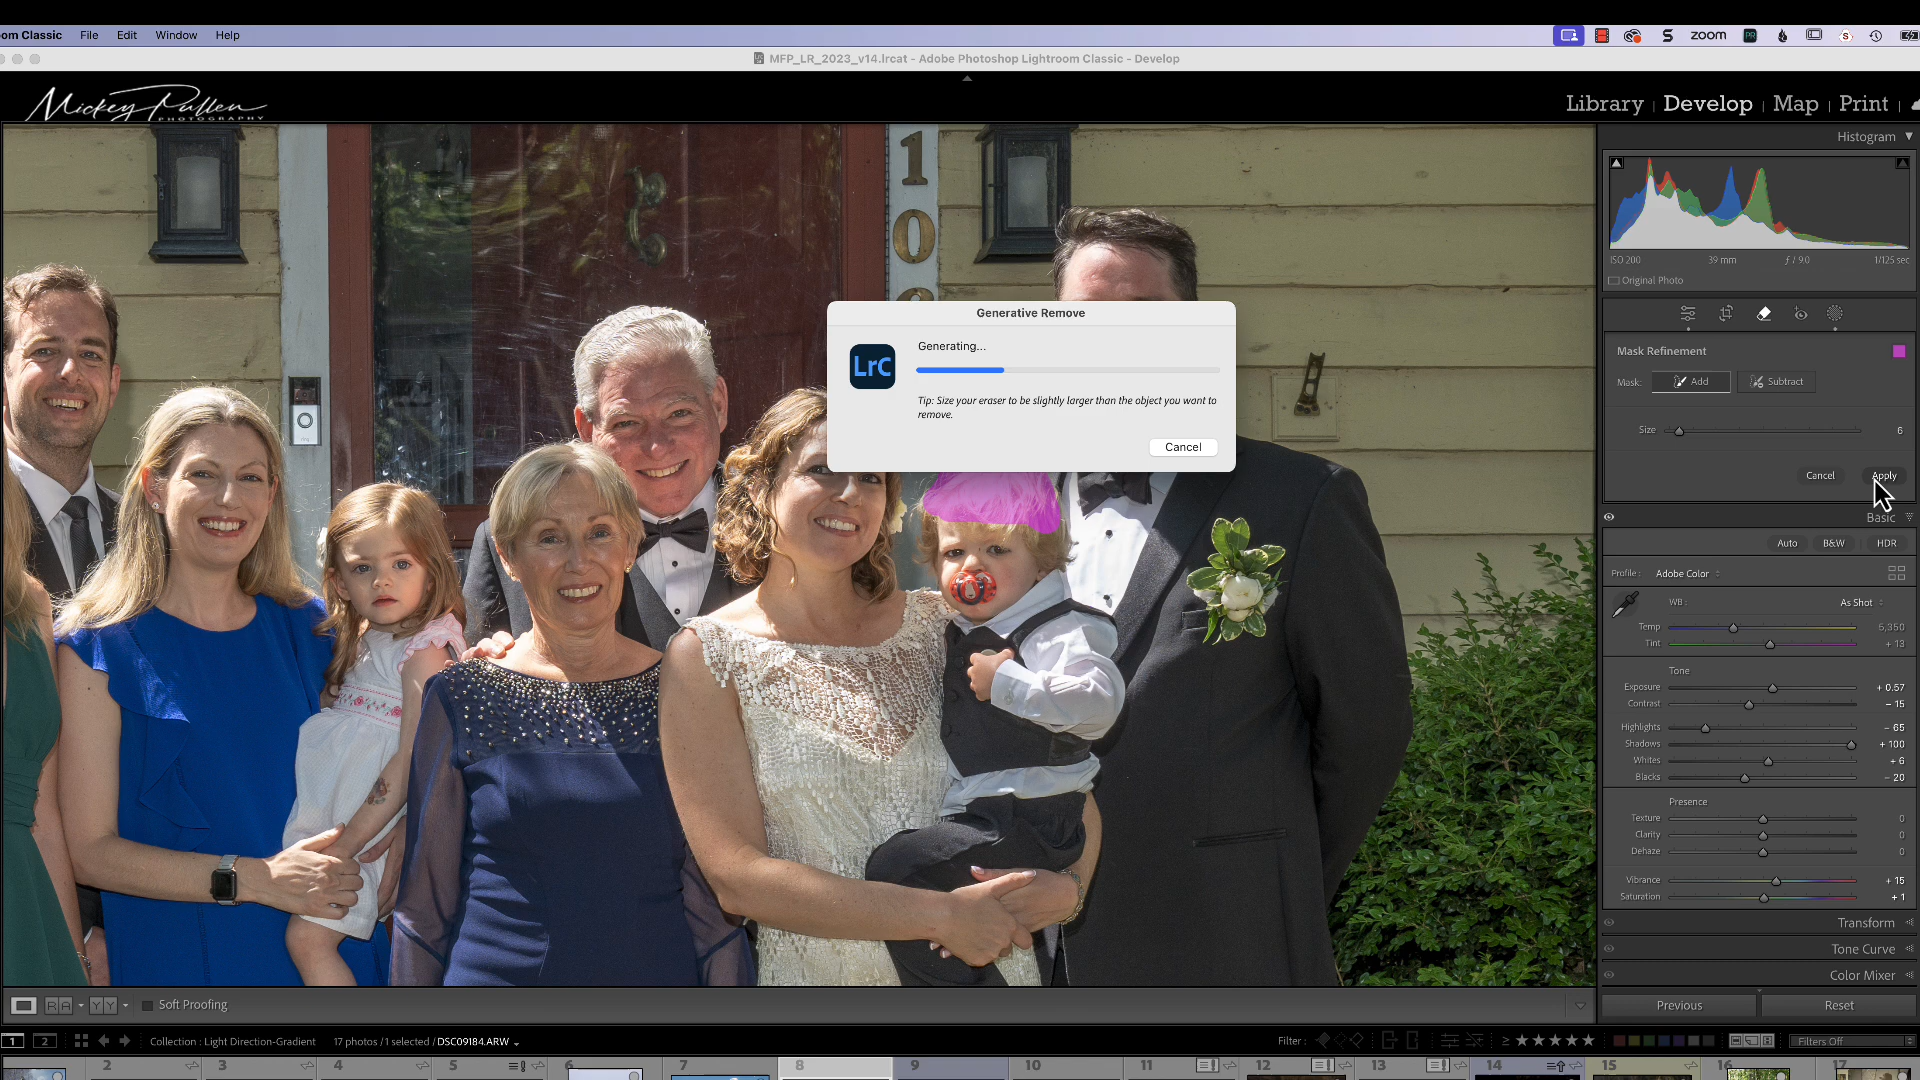 om Classic File Edit Window Help
zoom
MFP_LR_2023_v14.lrcat - Adobe Photoshop Lightroom Classic - Develop
Mickey Pullen
PHOTOGRAPHY
Library | Develop | Map | Print |
Histogram
ISO 200 39 mm ƒ / 9.0 1/125 sec
Original Photo
1
0
Generative Remove
LrC
Generating...
Tip: Size your eraser to be slightly larger than the object you want to
remove.
Cancel
Mask Refinement
Mask: Add Subtract
Size 6
Cancel Apply
Basic
Auto B&W HDR
Profile : Adobe Color
WB : As Shot
Temp 5,350
Tint + 13
Tone
Exposure + 0.57
Contrast – 15
Highlights – 65
Shadows + 100
Whites + 6
Blacks – 20
Presence
Texture 0
Clarity 0
Dehaze 0
Vibrance + 15
Saturation + 1
Transform
Tone Curve
Color Mixer
Previous Reset
R A Y Y Soft Proofing
1 2 Collection : Light Direction-Gradient 17 photos /1 selected /DSC09184.ARW
Filter : ≥ ★★★★★ Filters Off
2 3 4 5 6 7 8 9 10 11 12 13 14 15 16 17